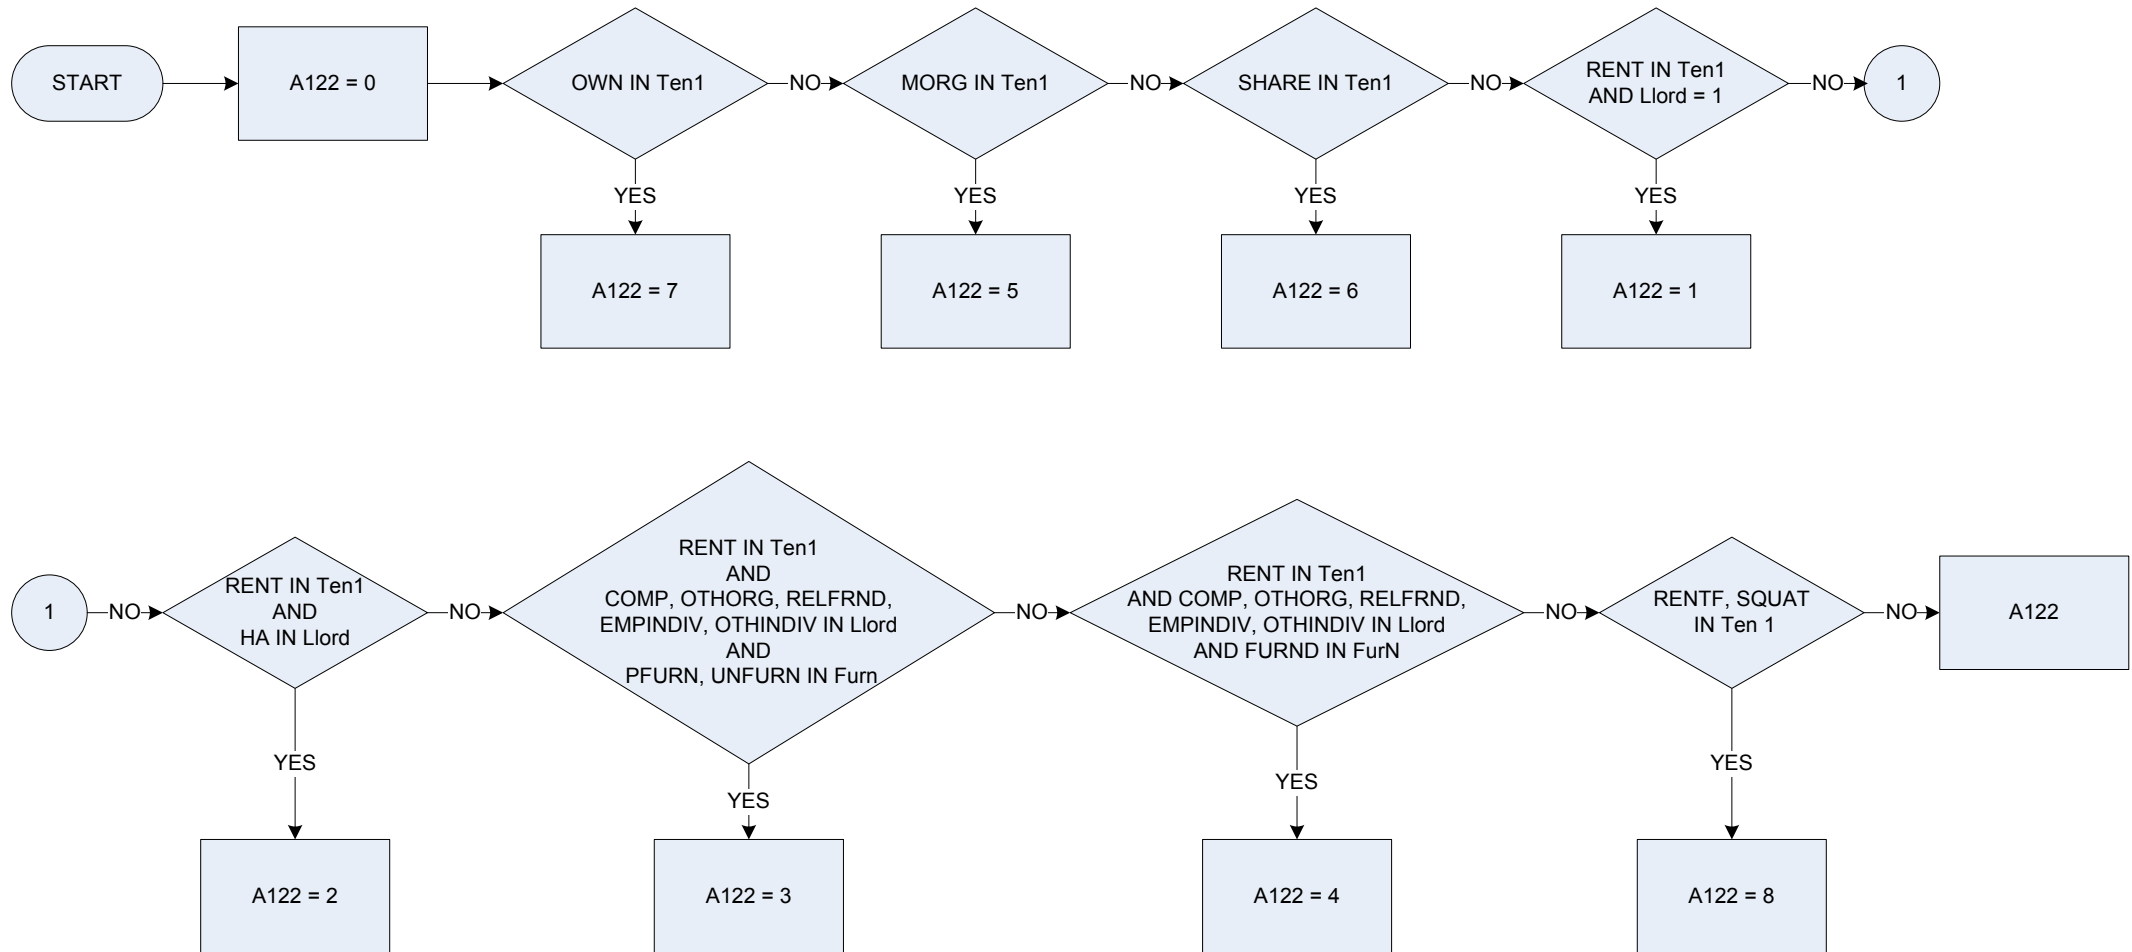 START
A122 = 0
OWN IN Ten1
NO
MORG IN Ten1
NO
SHARE IN Ten1
NO
RENT IN Ten1
AND Llord = 1
NO
1
YES
YES
YES
YES
A122 = 7
A122 = 5
A122 = 6
A122 = 1
1
NO
RENT IN Ten1
AND
HA IN Llord
NO
RENT IN Ten1
AND
COMP, OTHORG, RELFRND,
EMPINDIV, OTHINDIV IN Llord
AND
PFURN, UNFURN IN Furn
NO
RENT IN Ten1
AND COMP, OTHORG, RELFRND,
EMPINDIV, OTHINDIV IN Llord
AND FURND IN FurN
NO
RENTF, SQUAT
IN Ten 1
NO
A122
YES
YES
YES
YES
A122 = 2
A122 = 3
A122 = 4
A122 = 8